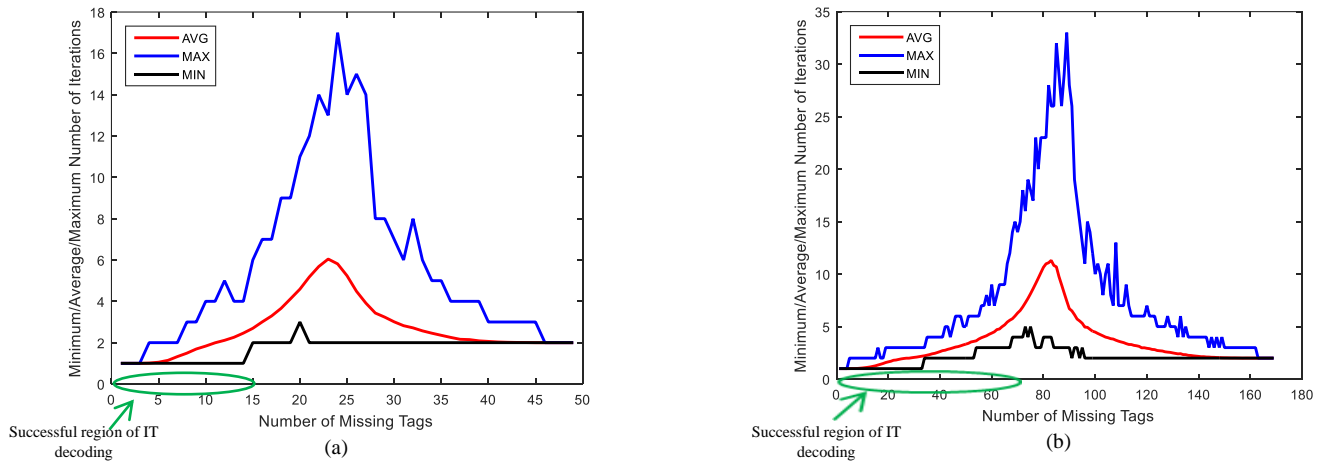 Minimum/Average/Maximum Number of Iterations
18
16
14
12
10
8
6
4
2
0
AVG
MAX
MIN
0 5 10 15 20 25 30 35 40 45 50
Number of Missing Tags
Successful region of IT
decoding
(a)
Minimum/Average/Maximum Number of Iterations
35
30
25
20
15
10
5
0
AVG
MAX
MIN
0 20 40 60 80 100 120 140 160 180
Number of Missing Tags
Successful region of IT
decoding
(b)